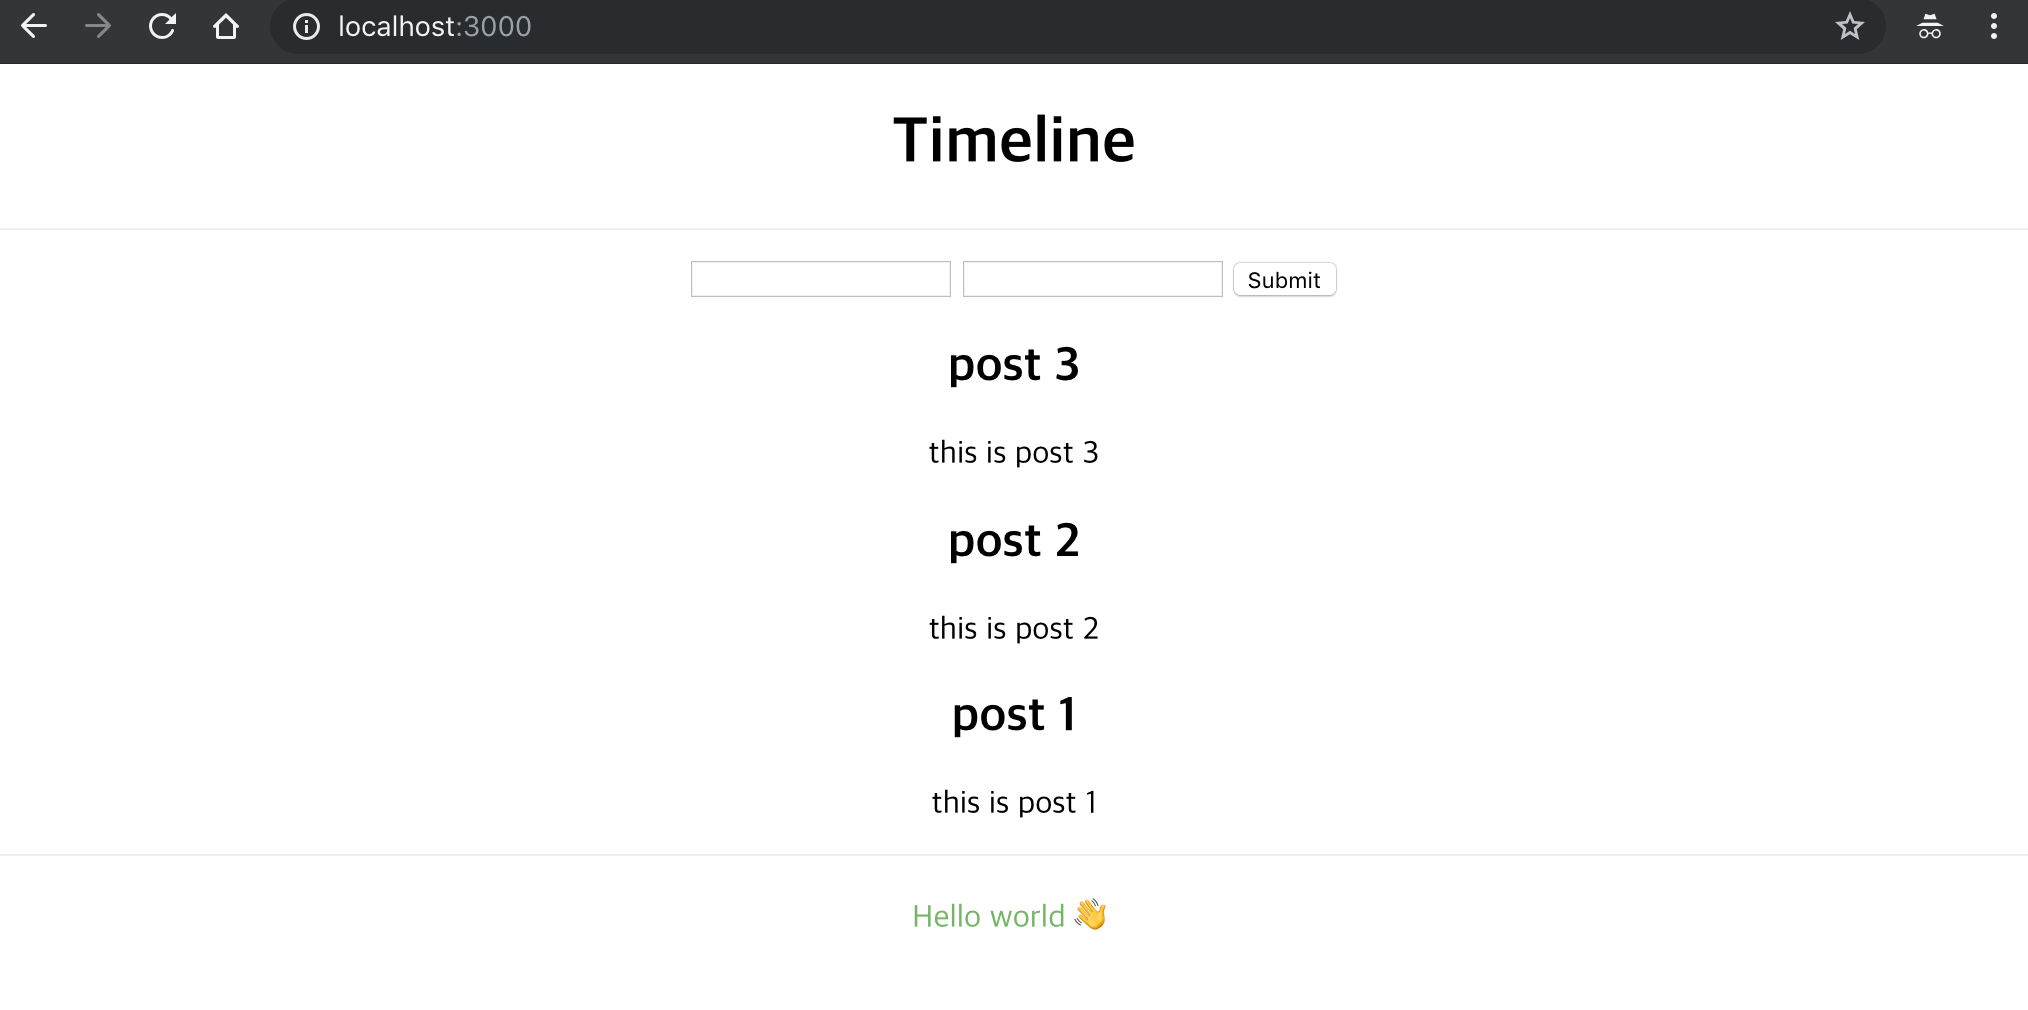 localhost:3000
Timeline
Submit
post 3
this is post 3
post 2
this is post 2
post 1
this is post 1
Hello world 👋